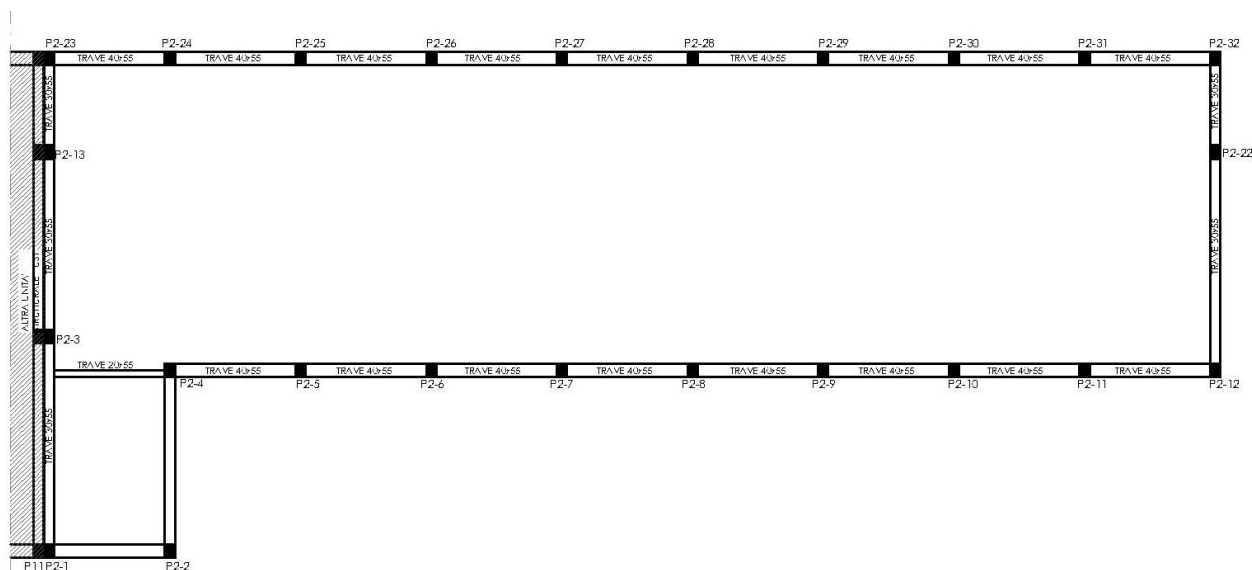 P2-23 P2-24 P2-25 P2-26 P2-27 P2-28 P2-29 P2-30 P2-31 P2-32
TRAVE 40x55 TRAVE 40x55 TRAVE 40x55 TRAVE 40x55 TRAVE 40x55 TRAVE 40x55 TRAVE 40x55 TRAVE 40x55 TRAVE 40x55
TRAVE 30x55
TRAVE 30x55
P2-13
P2-22
TRAVE 30x55
TRAVE 30x55
ALTRA UNITA'
P2-3
TRAVE 20x55
TRAVE 40x55 TRAVE 40x55 TRAVE 40x55 TRAVE 40x55 TRAVE 40x55 TRAVE 40x55 TRAVE 40x55 TRAVE 40x55
P2-4 P2-5 P2-6 P2-7 P2-8 P2-9 P2-10 P2-11 P2-12
TRAVE 30x55
P11 P2-1 P2-2